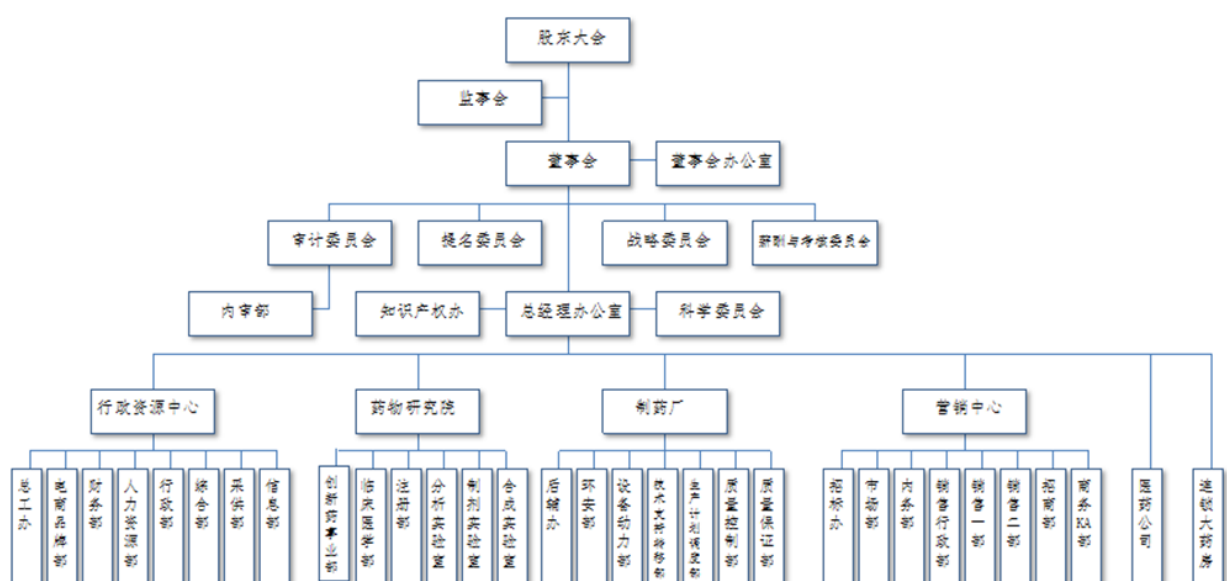 股东大会
监事会
董事会
董事会办公室
审计委员会
提名委员会
战略委员会
薪酬与考核委员会
内审部
知识产权办
总经理办公室
科学委员会
行政资源中心
药物研究院
制药厂
营销中心
总工办
电商品牌部
财务部
人力资源部
行政部
综合部
采供部
信息部
创新药事业部
临床医学部
注册部
分析实验室
制剂实验室
合成实验室
后辅办
环安部
设备动力部
技术支持转移部
生产计划调度部
质量控制部
质量保证部
招标办
市场部
内务部
销售行政部
销售一部
销售二部
招商部
商务KA部
医药公司
连锁大药房